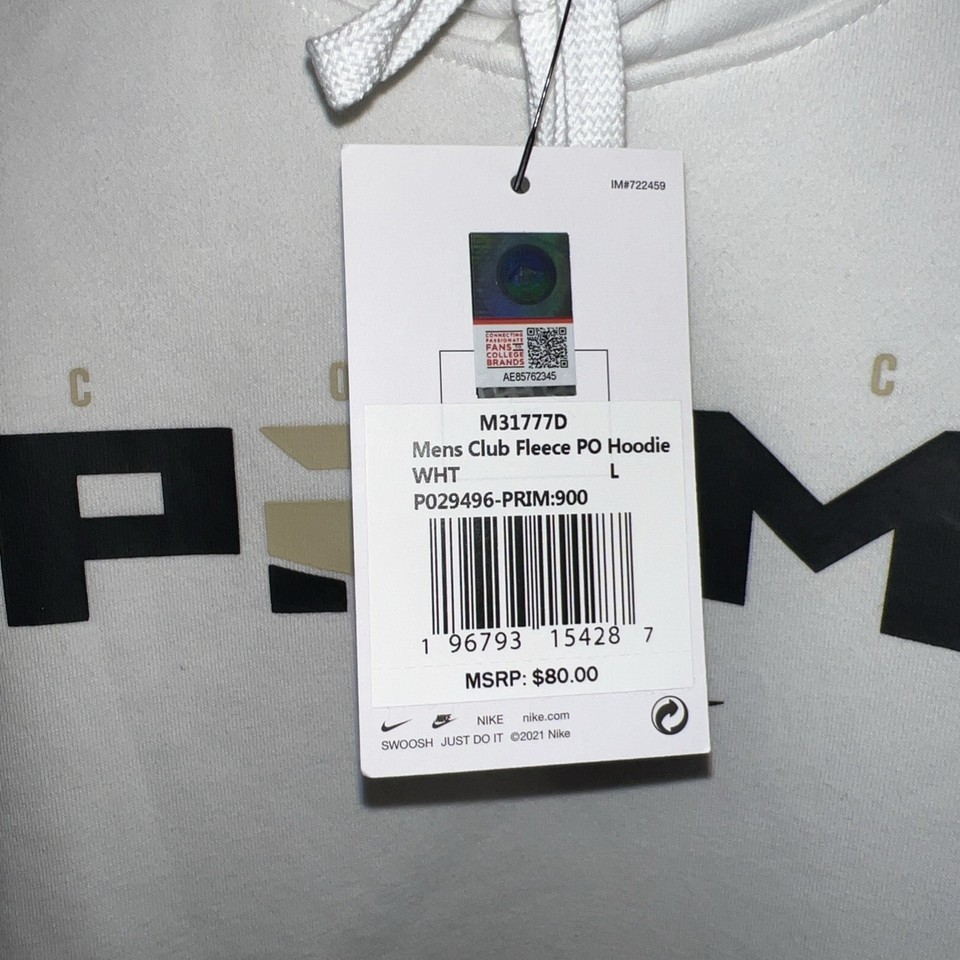 IM#722459
CONNECTING
PASSIONATE
FANS TO
COLLEGE
BRANDS
AE85762345
C O C
P M
M31777D
Mens Club Fleece PO Hoodie
WHT L
P029496-PRIM:900
1 96793 15428 7
MSRP: $80.00
NIKE NIKE nike.com
SWOOSH JUST DO IT ©2021 Nike